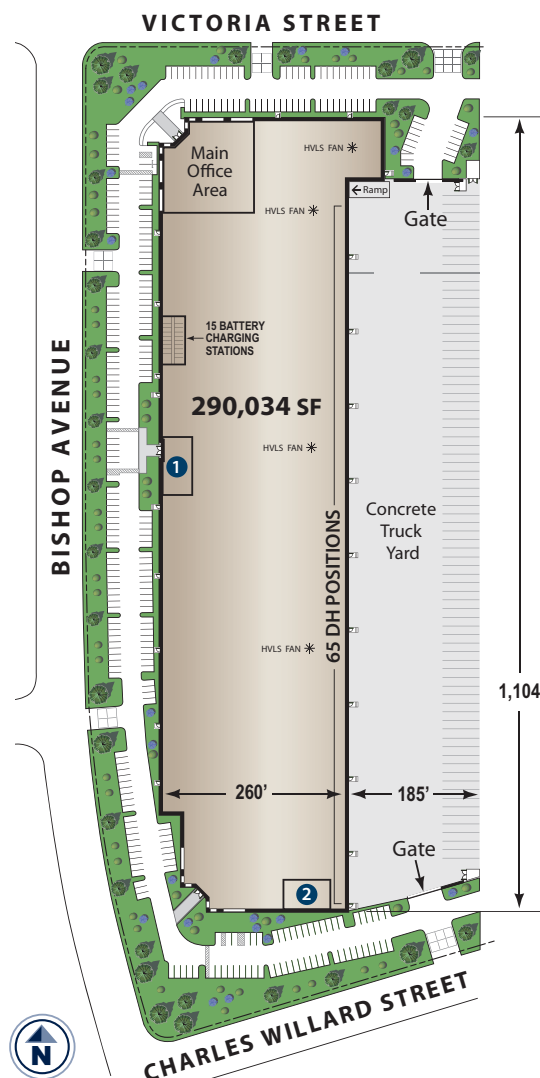 VICTORIA STREET
Main
Office
Area
HVLS FAN
Ramp
HVLS FAN
Gate
15 BATTERY
CHARGING
STATIONS
BISHOP AVENUE
290,034 SF
HVLS FAN
1
65 DH POSITIONS
Concrete
Truck
Yard
HVLS FAN
1,104
260’
185’
Gate
2
CHARLES WILLARD STREET
N